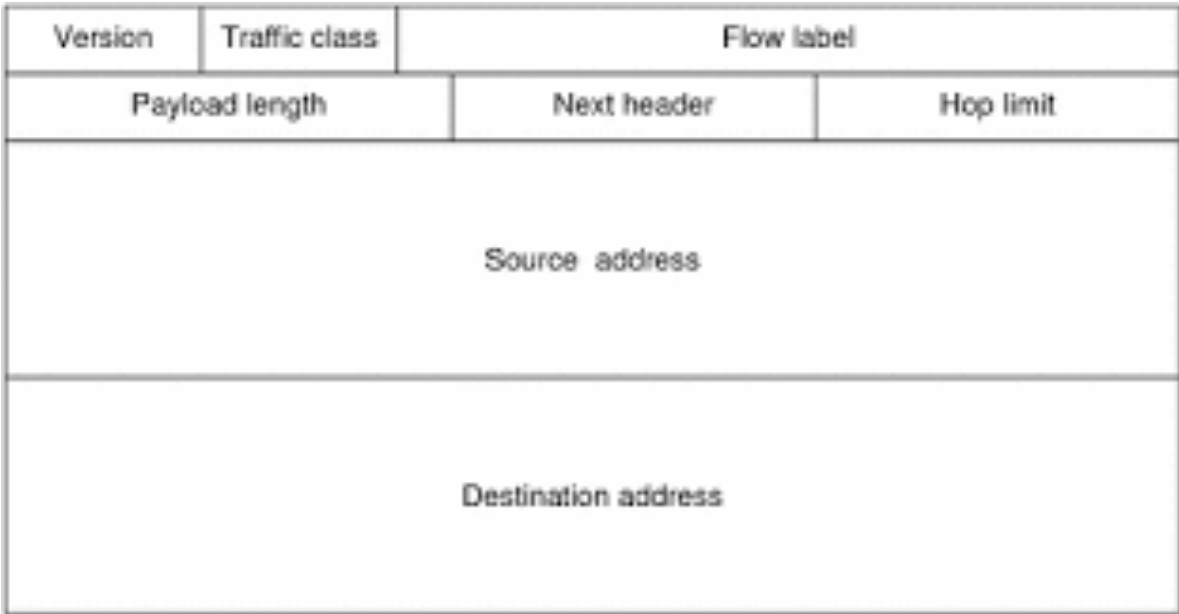 Version Traffic class Flow label
Payload length Next header Hop limit
Source address
Destination address